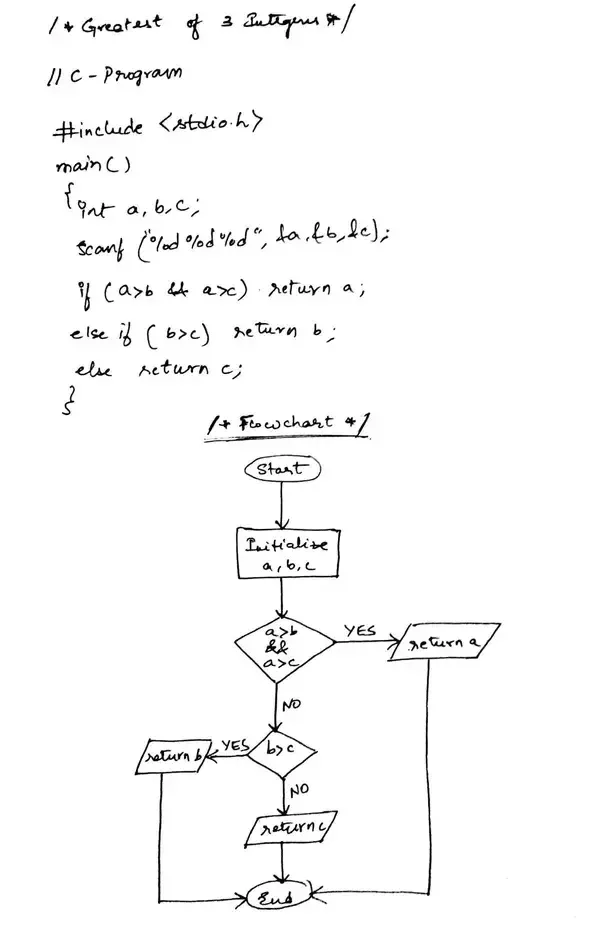 /* Greatest of 3 Integers */
// C - Program
#include <stdio.h>
main()
{int a, b, c;
scanf ("%d %d %d", &a, &b, &c);
if (a>b && a>c) return a;
else if (b>c) return b;
else return c;
}
/* Flowchart */
Start
Initialize
a, b, c
a>b
&&
a>c
YES
return a
NO
b>c
YES
return b
NO
return c
End